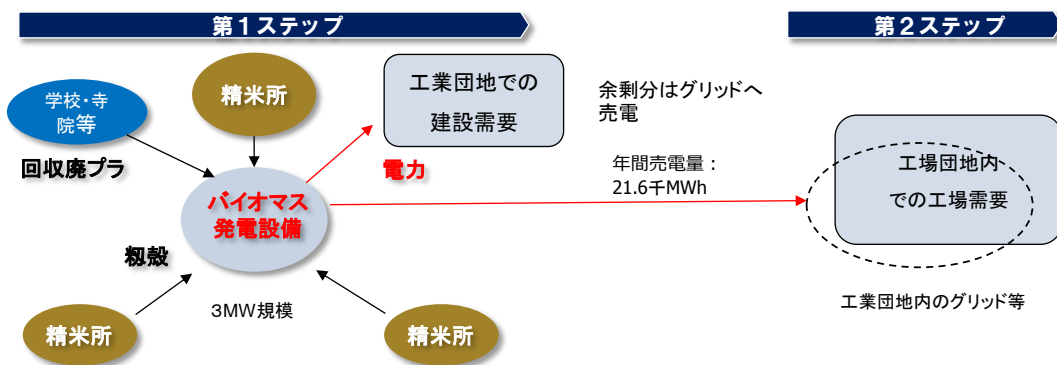 第１ステップ
第２ステップ
学校・寺
院等
精米所
工業団地での
建設需要
余剰分はグリッドへ
売電
回収廃プラ
電力
年間売電量：
21.6千MWh
工場団地内
での工場需要
バイオマス
発電設備
籾殻
3MW規模
工業団地内のグリッド等
精米所
精米所